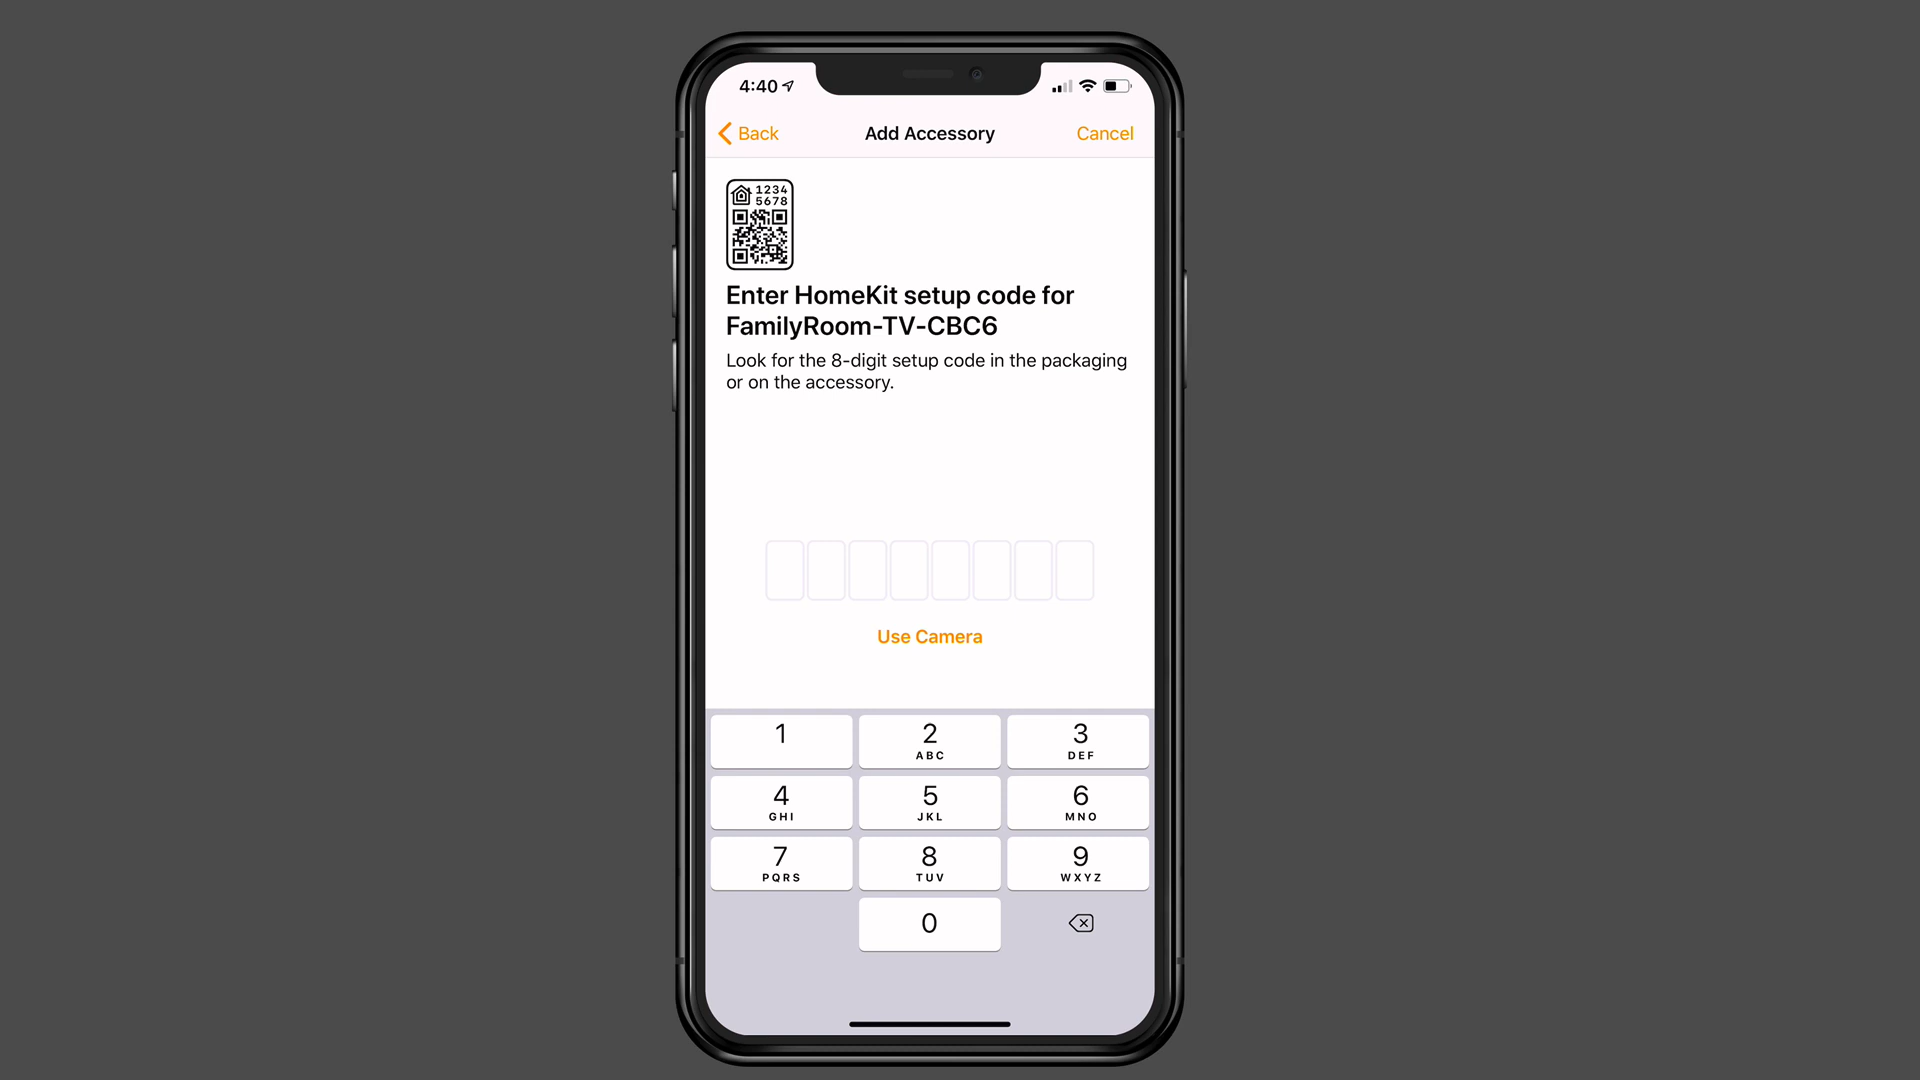 4:40
Back
Add Accessory
Cancel
1234
5678
Enter HomeKit setup code for
FamilyRoom-TV-CBC6
Look for the 8-digit setup code in the packaging
or on the accessory.
Use Camera
1
2
ABC
3
DEF
4
GHI
5
JKL
6
MNO
7
PQRS
8
TUV
9
WXYZ
0